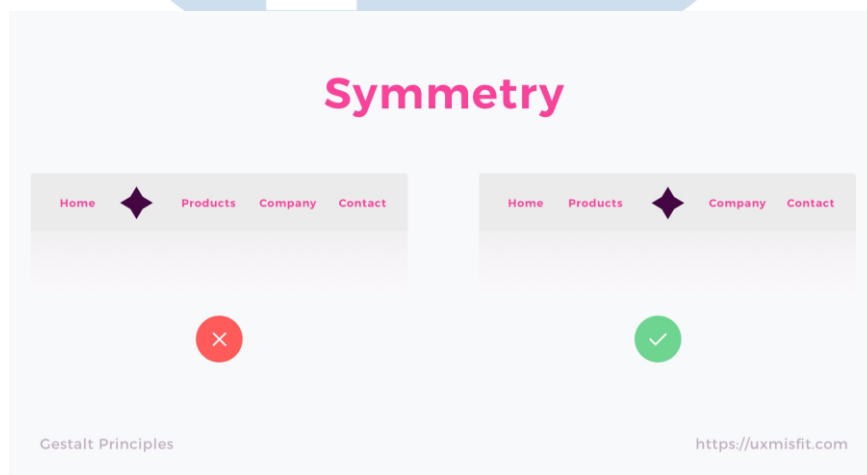 Symmetry
Home Products Company Contact
Home Products Company Contact
Gestalt Principles
https://uxmisfit.com